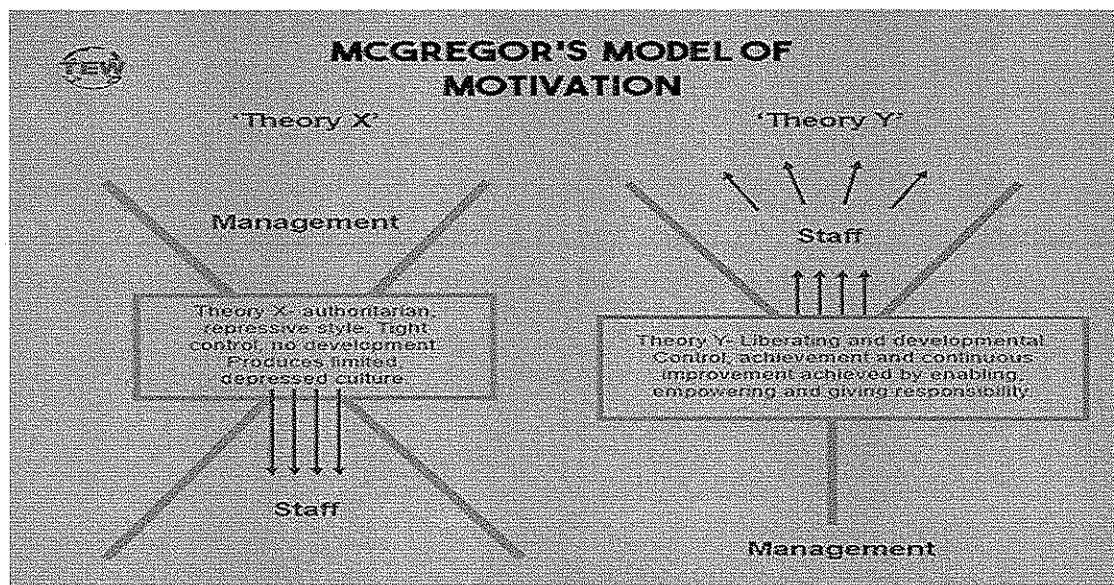 MCGREGOR'S MODEL OF
MOTIVATION
'Theory X'
Management
Theory X- authoritarian,
repressive style. Tight
control, no development.
Produces limited,
depressed culture
Staff
'Theory Y'
Staff
Theory Y- Liberating and developmental
Control, achievement and continuous
improvement achieved by enabling,
empowering and giving responsibility
Management